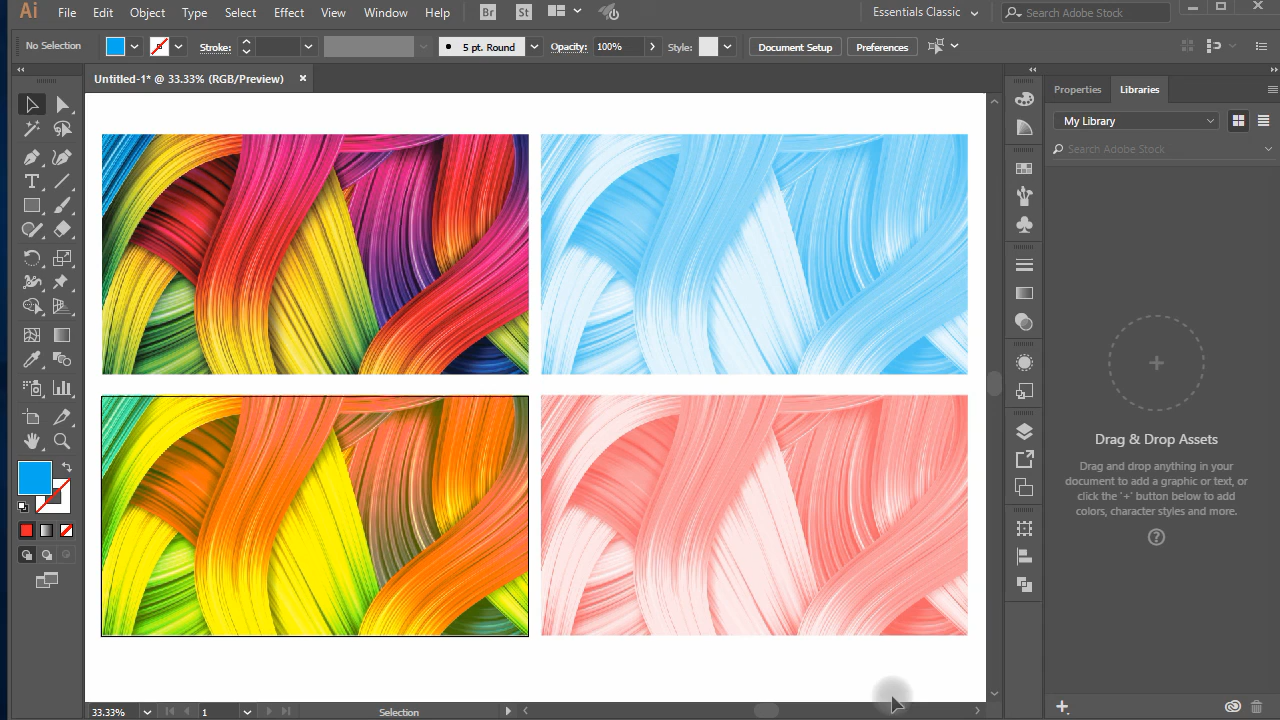 Ai File Edit Object Type Select Effect View Window Help Br St Essentials Classic Search Adobe Stock
No Selection Stroke: 5 pt. Round Opacity: 100% Style: Document Setup Preferences
Untitled-1* @ 33.33% (RGB/Preview)
Properties Libraries
My Library
Search Adobe Stock
Drag & Drop Assets
Drag and drop anything in your
document to add a graphic or text, or
click the '+' button below to add
colors, character styles and more.
33.33% 1 Selection